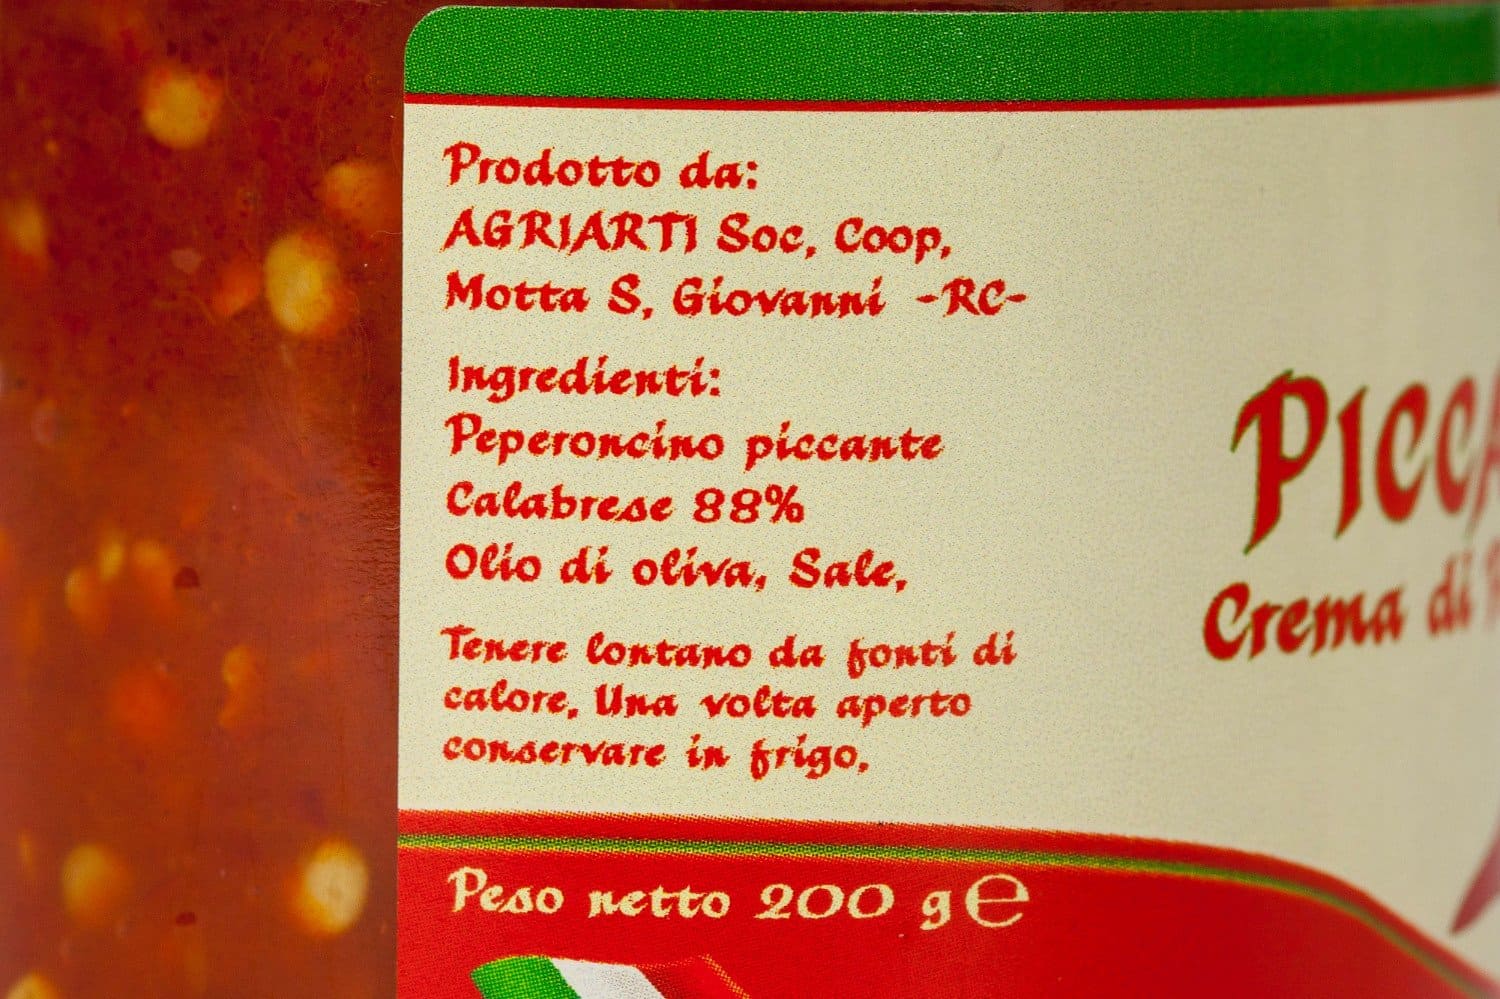 Prodotto da:
AGRIARTI Soc. Coop.
Motta S. Giovanni -RC-
Ingredienti:
Peperoncino piccante
Calabrese 88%
Olio di oliva, Sale.
Tenere lontano da fonti di
calore. Una volta aperto
conservare in frigo.
Peso netto 200 g e
Crema di